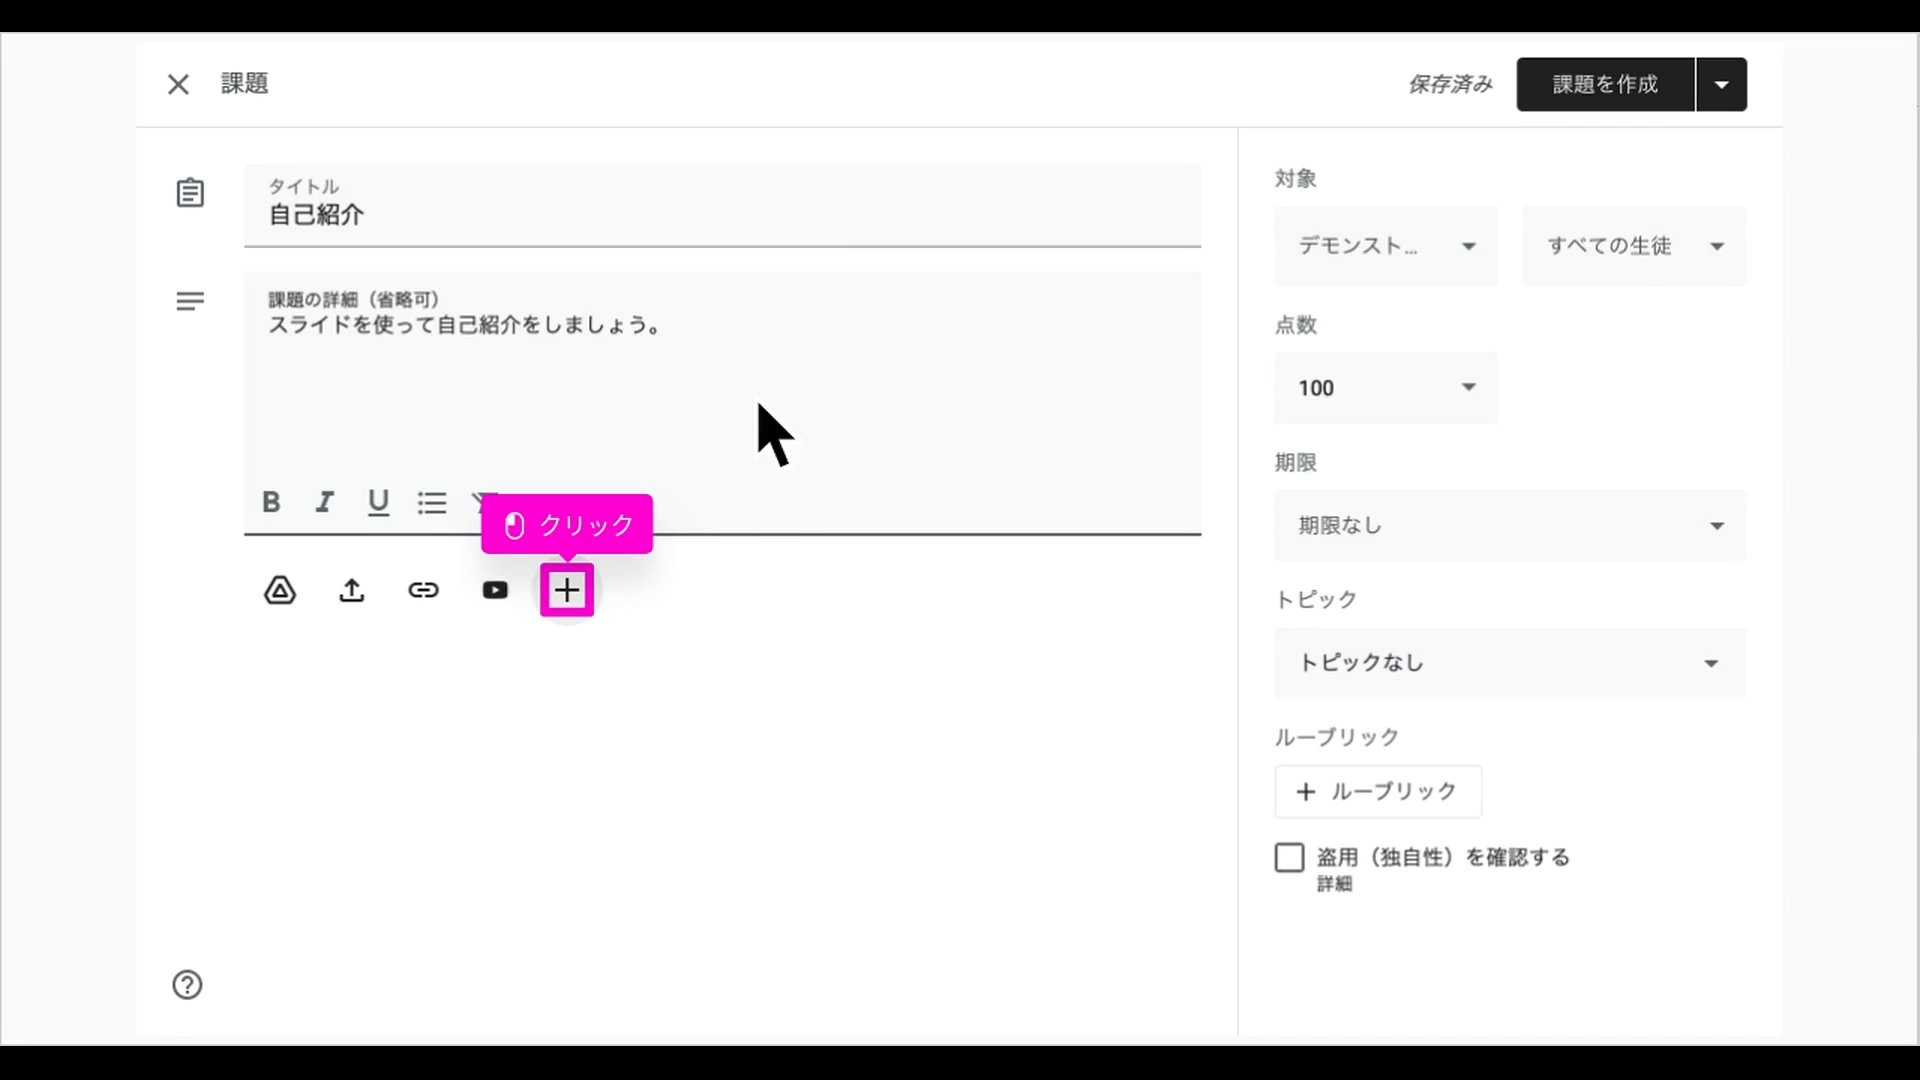 課題
保存済み
課題を作成
タイトル
自己紹介
課題の詳細（省略可）
スライドを使って自己紹介をしましょう。
B I U
クリック
対象
デモンスト...
すべての生徒
点数
100
期限
期限なし
トピック
トピックなし
ルーブリック
+ ルーブリック
盗用（独自性）を確認する
詳細